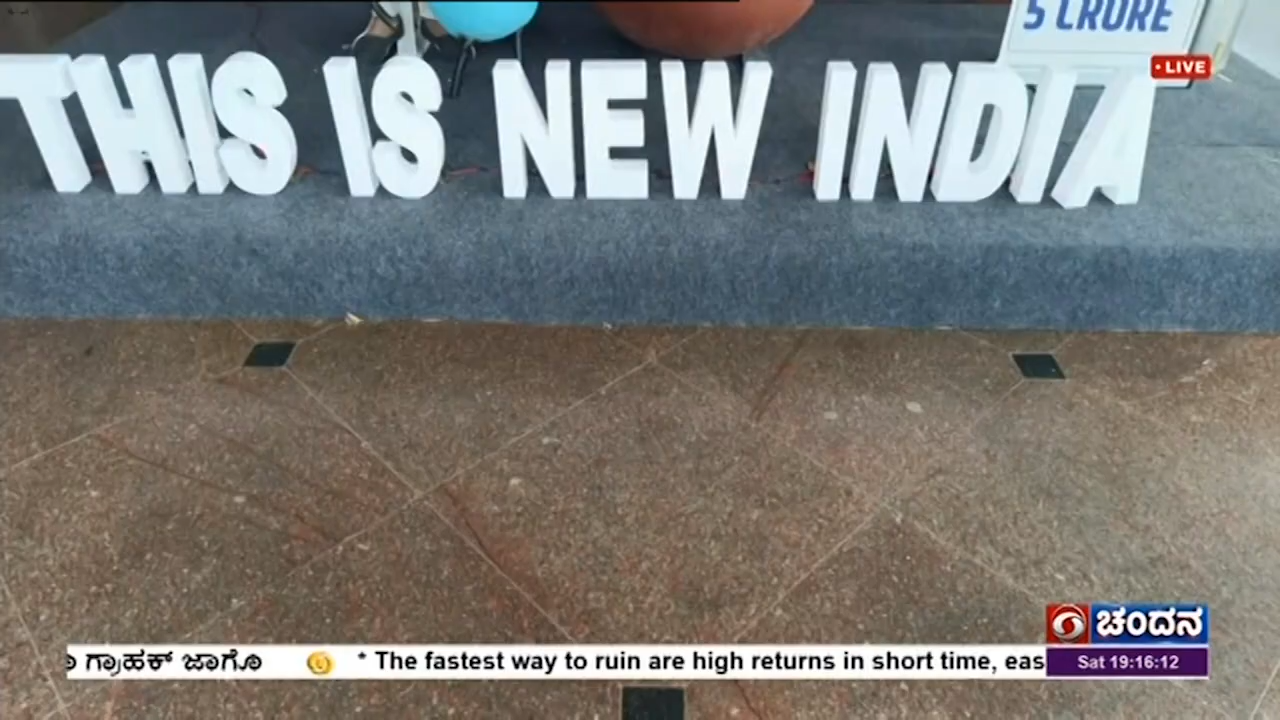 5 CRORE
LIVE
THIS IS NEW INDIA
ಚಂದನ
ಗ್ರಾಹಕ್ ಜಾಗೊ * The fastest way to ruin are high returns in short time, eas
Sat 19:16:12